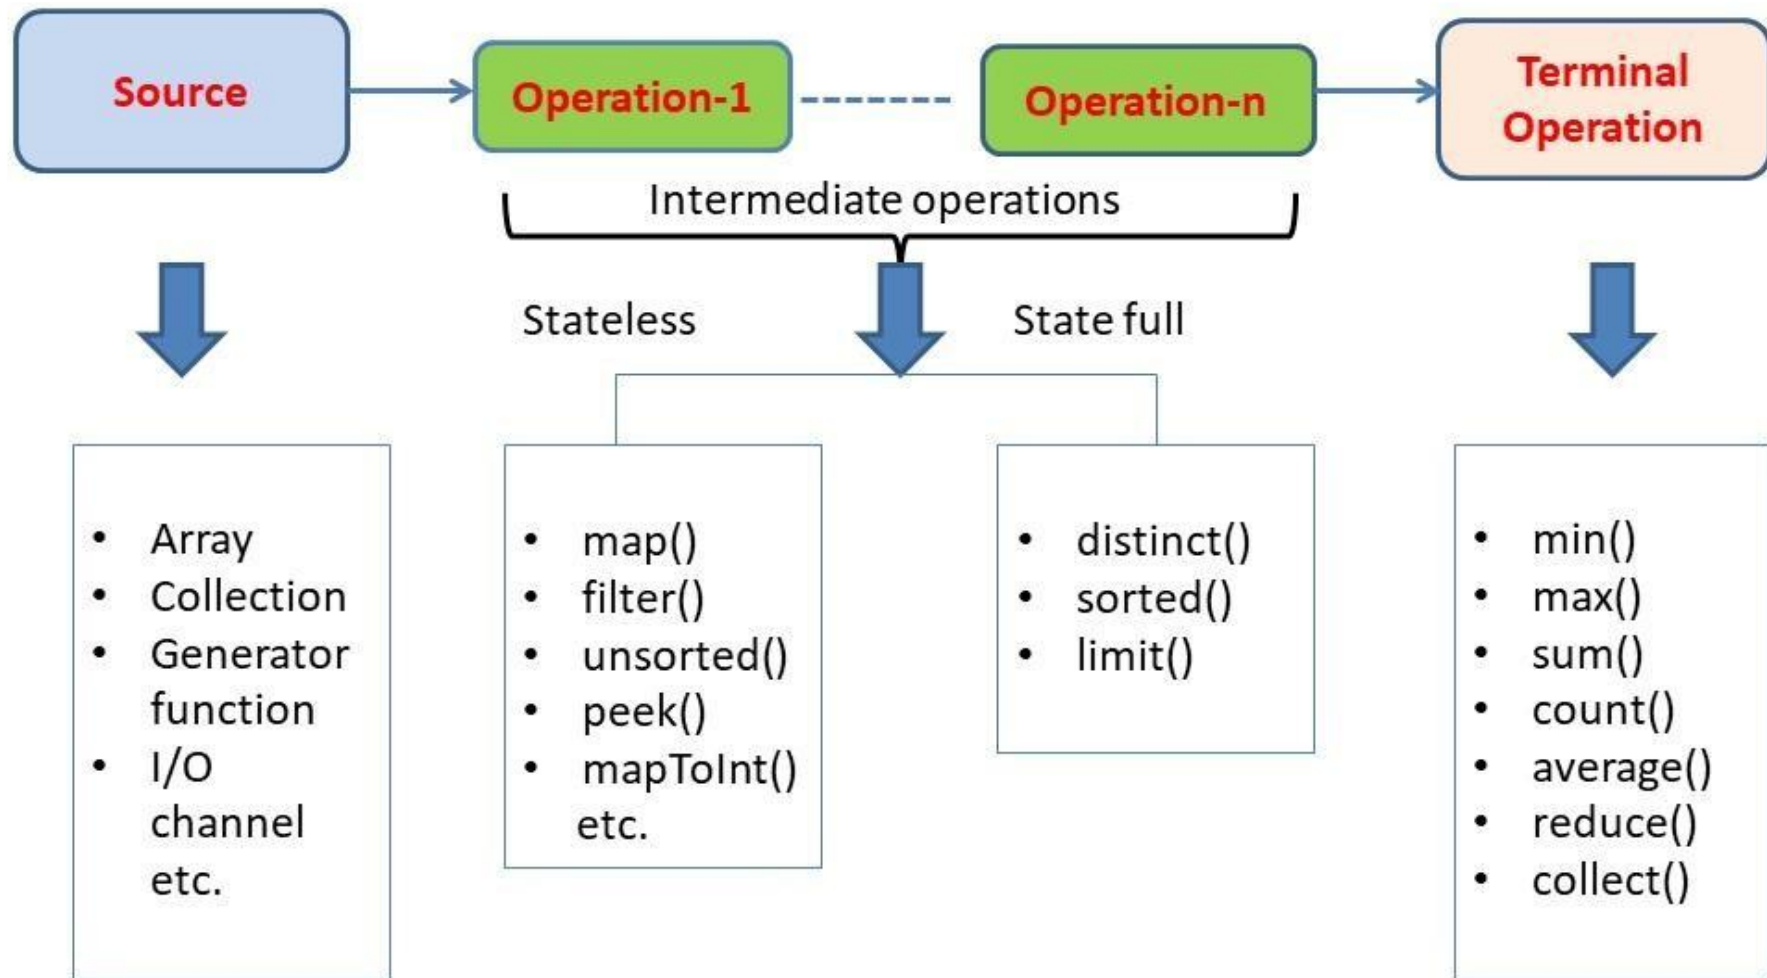 Source
Operation-1
Operation-n
Terminal
Operation
Intermediate operations
Stateless
State full
• Array
• Collection
• Generator
function
• I/O
channel
etc.
• map()
• filter()
• unsorted()
• peek()
• mapToInt()
etc.
• distinct()
• sorted()
• limit()
• min()
• max()
• sum()
• count()
• average()
• reduce()
• collect()